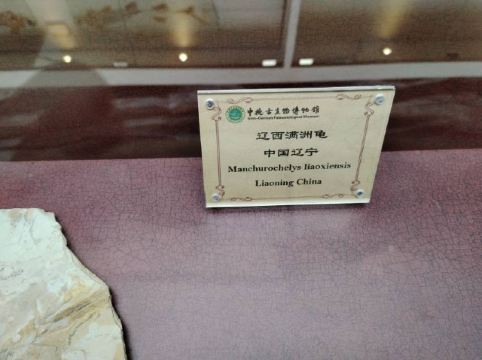 中德古生物博物馆
Sino-German Paleontological Museum
辽西满洲龟
中国辽宁
Manchurochelys liaoxiensis
Liaoning China